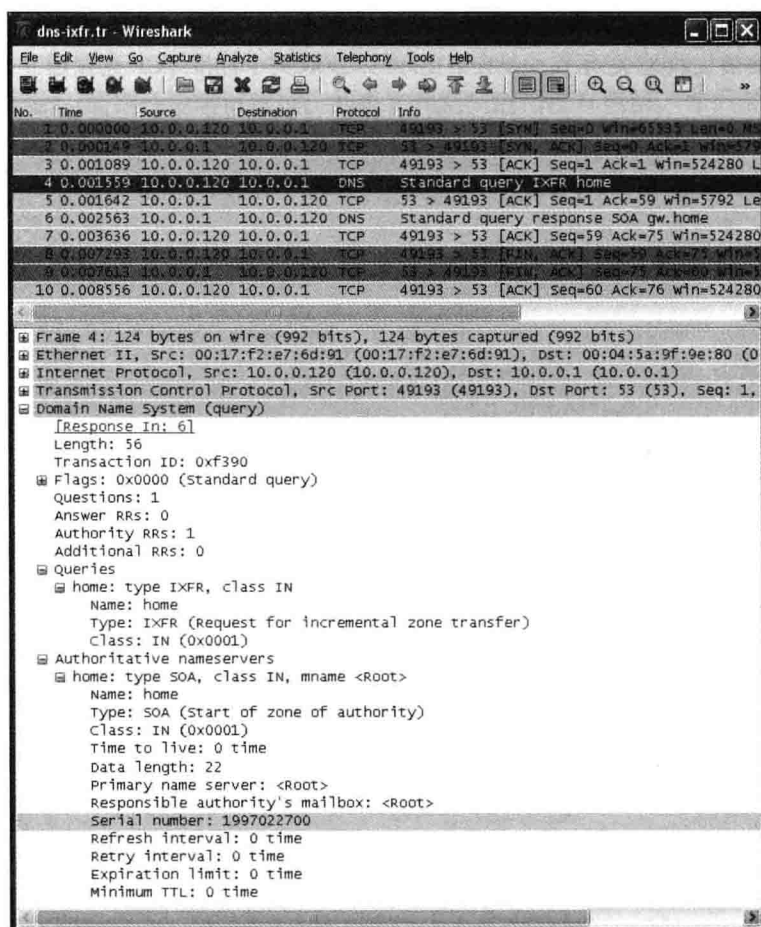 dns-ixfr.tr - Wireshark
File Edit View Go Capture Analyze Statistics Telephony Tools Help
No. Time Source Destination Protocol Info
1 0.000000 10.0.0.120 10.0.0.1 TCP 49193 > 53 [SYN] Seq=0 Win=65535 Len=0 MS
2 0.000149 10.0.0.1 10.0.0.120 TCP 53 > 49193 [SYN, ACK] Seq=0 Ack=1 Win=579
3 0.001089 10.0.0.120 10.0.0.1 TCP 49193 > 53 [ACK] Seq=1 Ack=1 Win=524280 L
4 0.001559 10.0.0.120 10.0.0.1 DNS Standard query IXFR home
5 0.001642 10.0.0.1 10.0.0.120 TCP 53 > 49193 [ACK] Seq=1 Ack=59 Win=5792 Le
6 0.002563 10.0.0.1 10.0.0.120 DNS Standard query response SOA gw.home
7 0.003636 10.0.0.120 10.0.0.1 TCP 49193 > 53 [ACK] Seq=59 Ack=75 Win=524280
8 0.007293 10.0.0.120 10.0.0.1 TCP 49193 > 53 [FIN, ACK] Seq=59 Ack=75 Win=5
9 0.007613 10.0.0.1 10.0.0.120 TCP 53 > 49193 [FIN, ACK] Seq=75 Ack=60 Win=5
10 0.008556 10.0.0.120 10.0.0.1 TCP 49193 > 53 [ACK] Seq=60 Ack=76 Win=524280
Frame 4: 124 bytes on wire (992 bits), 124 bytes captured (992 bits)
Ethernet II, Src: 00:17:f2:e7:6d:91 (00:17:f2:e7:6d:91), Dst: 00:04:5a:9f:9e:80 (0
Internet Protocol, Src: 10.0.0.120 (10.0.0.120), Dst: 10.0.0.1 (10.0.0.1)
Transmission Control Protocol, Src Port: 49193 (49193), Dst Port: 53 (53), Seq: 1,
Domain Name System (query)
[Response In: 6]
Length: 56
Transaction ID: 0xf390
Flags: 0x0000 (Standard query)
Questions: 1
Answer RRs: 0
Authority RRs: 1
Additional RRs: 0
Queries
home: type IXFR, class IN
Name: home
Type: IXFR (Request for incremental zone transfer)
Class: IN (0x0001)
Authoritative nameservers
home: type SOA, class IN, mname <Root>
Name: home
Type: SOA (Start of zone of authority)
Class: IN (0x0001)
Time to live: 0 time
Data length: 22
Primary name server: <Root>
Responsible authority's mailbox: <Root>
Serial number: 1997022700
Refresh interval: 0 time
Retry interval: 0 time
Expiration limit: 0 time
Minimum TTL: 0 time